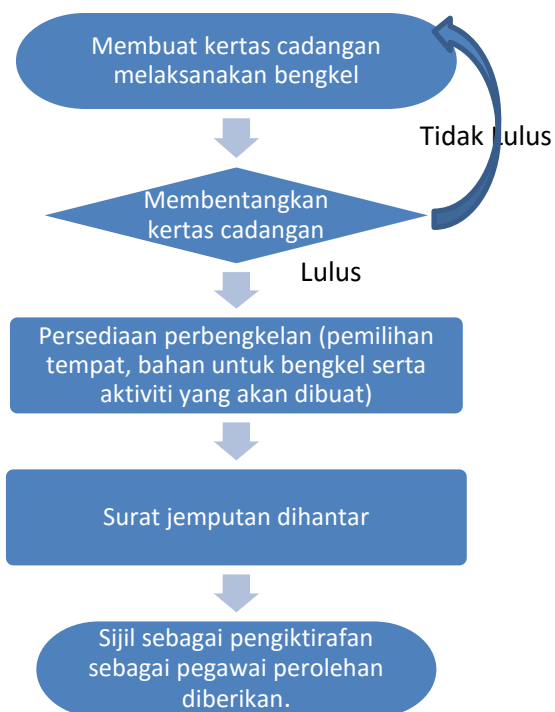 Membuat kertas cadangan
melaksanakan bengkel
Tidak Lulus
Membentangkan
kertas cadangan
Lulus
Persediaan perbengkelan (pemilihan
tempat, bahan untuk bengkel serta
aktiviti yang akan dibuat)
Surat jemputan dihantar
Sijil sebagai pengiktirafan
sebagai pegawai perolehan
diberikan.